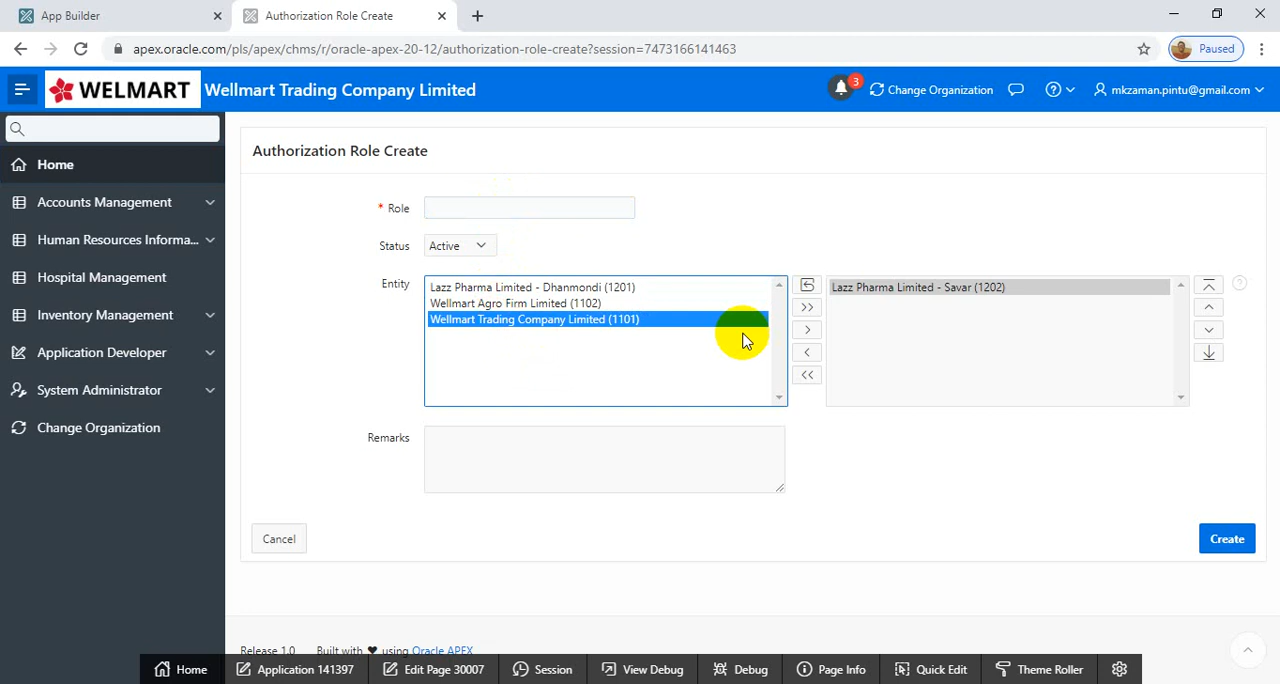 App Builder
Authorization Role Create
apex.oracle.com/pls/apex/chms/r/oracle-apex-20-12/authorization-role-create?session=7473166141463
Paused
WELMART
Wellmart Trading Company Limited
3
Change Organization
mkzaman.pintu@gmail.com
Home
Accounts Management
Human Resources Informa...
Hospital Management
Inventory Management
Application Developer
System Administrator
Change Organization
Authorization Role Create
* Role
Status
Active
Entity
Lazz Pharma Limited - Dhanmondi (1201)
Wellmart Agro Firm Limited (1102)
Wellmart Trading Company Limited (1101)
Lazz Pharma Limited - Savar (1202)
Remarks
Cancel
Create
Release 1.0
Built with ❤ using Oracle APEX
Home
Application 141397
Edit Page 30007
Session
View Debug
Debug
Page Info
Quick Edit
Theme Roller